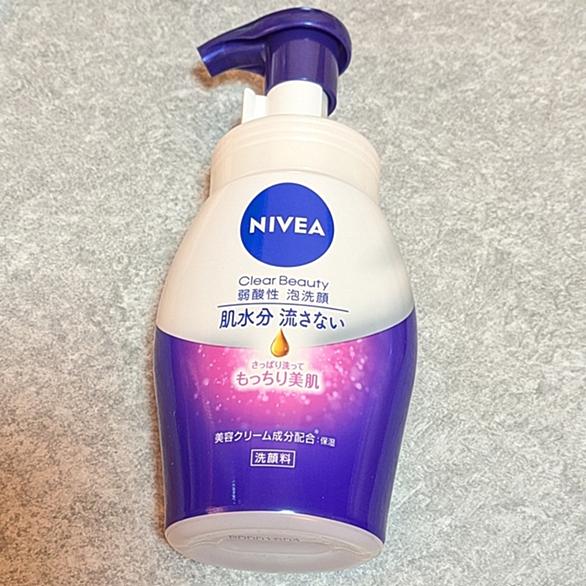 NIVEA
Clear Beauty
弱酸性 泡洗顔
肌水分 流さない
さっぱり洗って
もっちり美肌
美容クリーム成分配合*:保湿
洗顔料